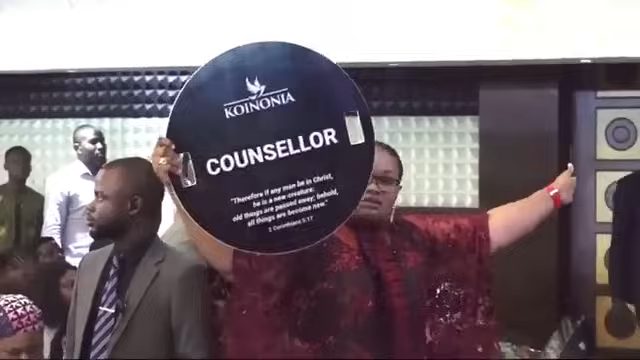 KOINONIA
COUNSELLOR
"Therefore if any man be in Christ,
he is a new creature:
old things are passed away; behold,
all things are become new."
2 Corinthians 5:17